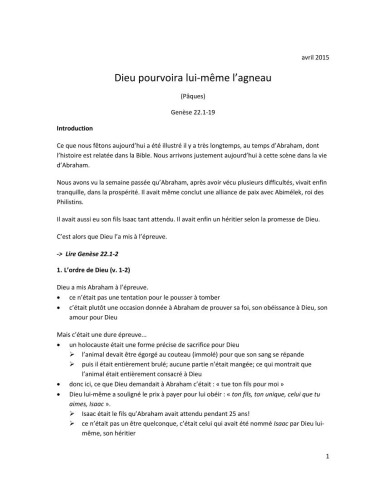 avril 2015
Dieu pourvoira lui-même l’agneau
(Pâques)
Genèse 22.1-19
Introduction
Ce que nous fêtons aujourd’hui a été illustré il y a très longtemps, au temps d’Abraham, dont
l’histoire est relatée dans la Bible. Nous arrivons justement aujourd’hui à cette scène dans la vie
d’Abraham.
Nous avons vu la semaine passée qu’Abraham, après avoir vécu plusieurs difficultés, vivait enfin
tranquille, dans la prospérité. Il avait même conclut une alliance de paix avec Abimélek, roi des
Philistins.
Il avait aussi eu son fils Isaac tant attendu. Il avait enfin un héritier selon la promesse de Dieu.
C’est alors que Dieu l’a mis à l’épreuve.
-> Lire Genèse 22.1-2
1. L’ordre de Dieu (v. 1-2)
Dieu a mis Abraham à l’épreuve.
• ce n’était pas une tentation pour le pousser à tomber
• c’était plutôt une occasion donnée à Abraham de prouver sa foi, son obéissance à Dieu, son
amour pour Dieu
Mais c’était une dure épreuve...
• un holocauste était une forme précise de sacrifice pour Dieu
➢ l’animal devait être égorgé au couteau (immolé) pour que son sang se répande
➢ puis il était entièrement brulé; aucune partie n’était mangée; ce qui montrait que
l’animal était entièrement consacré à Dieu
• donc ici, ce que Dieu demandait à Abraham c’était : « tue ton fils pour moi »
• Dieu lui-même a souligné le prix à payer pour lui obéir : « ton fils, ton unique, celui que tu
aimes, Isaac ».
➢ Isaac était le fils qu’Abraham avait attendu pendant 25 ans!
➢ ce n’était pas un être quelconque, c’était celui qui avait été nommé Isaac par Dieu lui-
même, son héritier
1